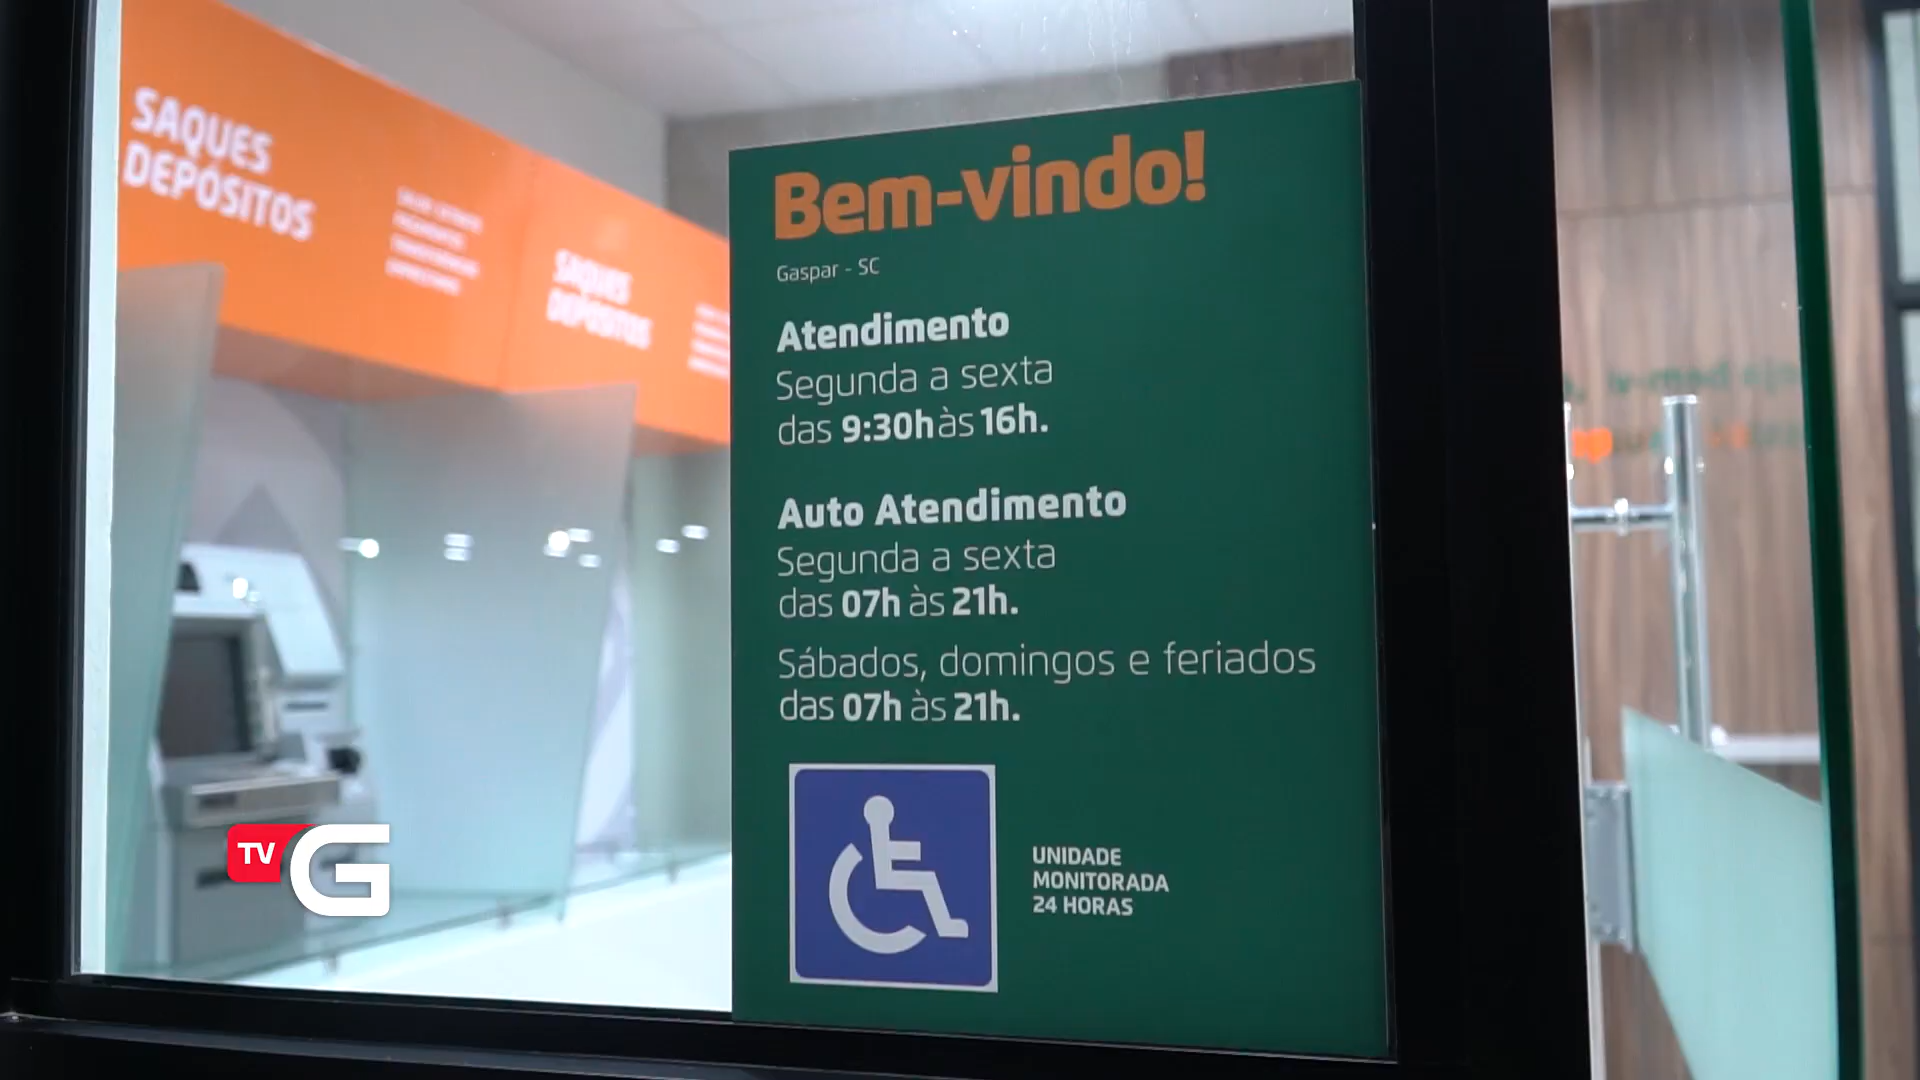 SAQUES
DEPÓSITOS
SAQUES
DEPÓSITOS
Bem-vindo!
Gaspar - SC
Atendimento
Segunda a sexta
das 9:30h às 16h.
Auto Atendimento
Segunda a sexta
das 07h às 21h.
Sábados, domingos e feriados
das 07h às 21h.
UNIDADE
MONITORADA
24 HORAS
TV G